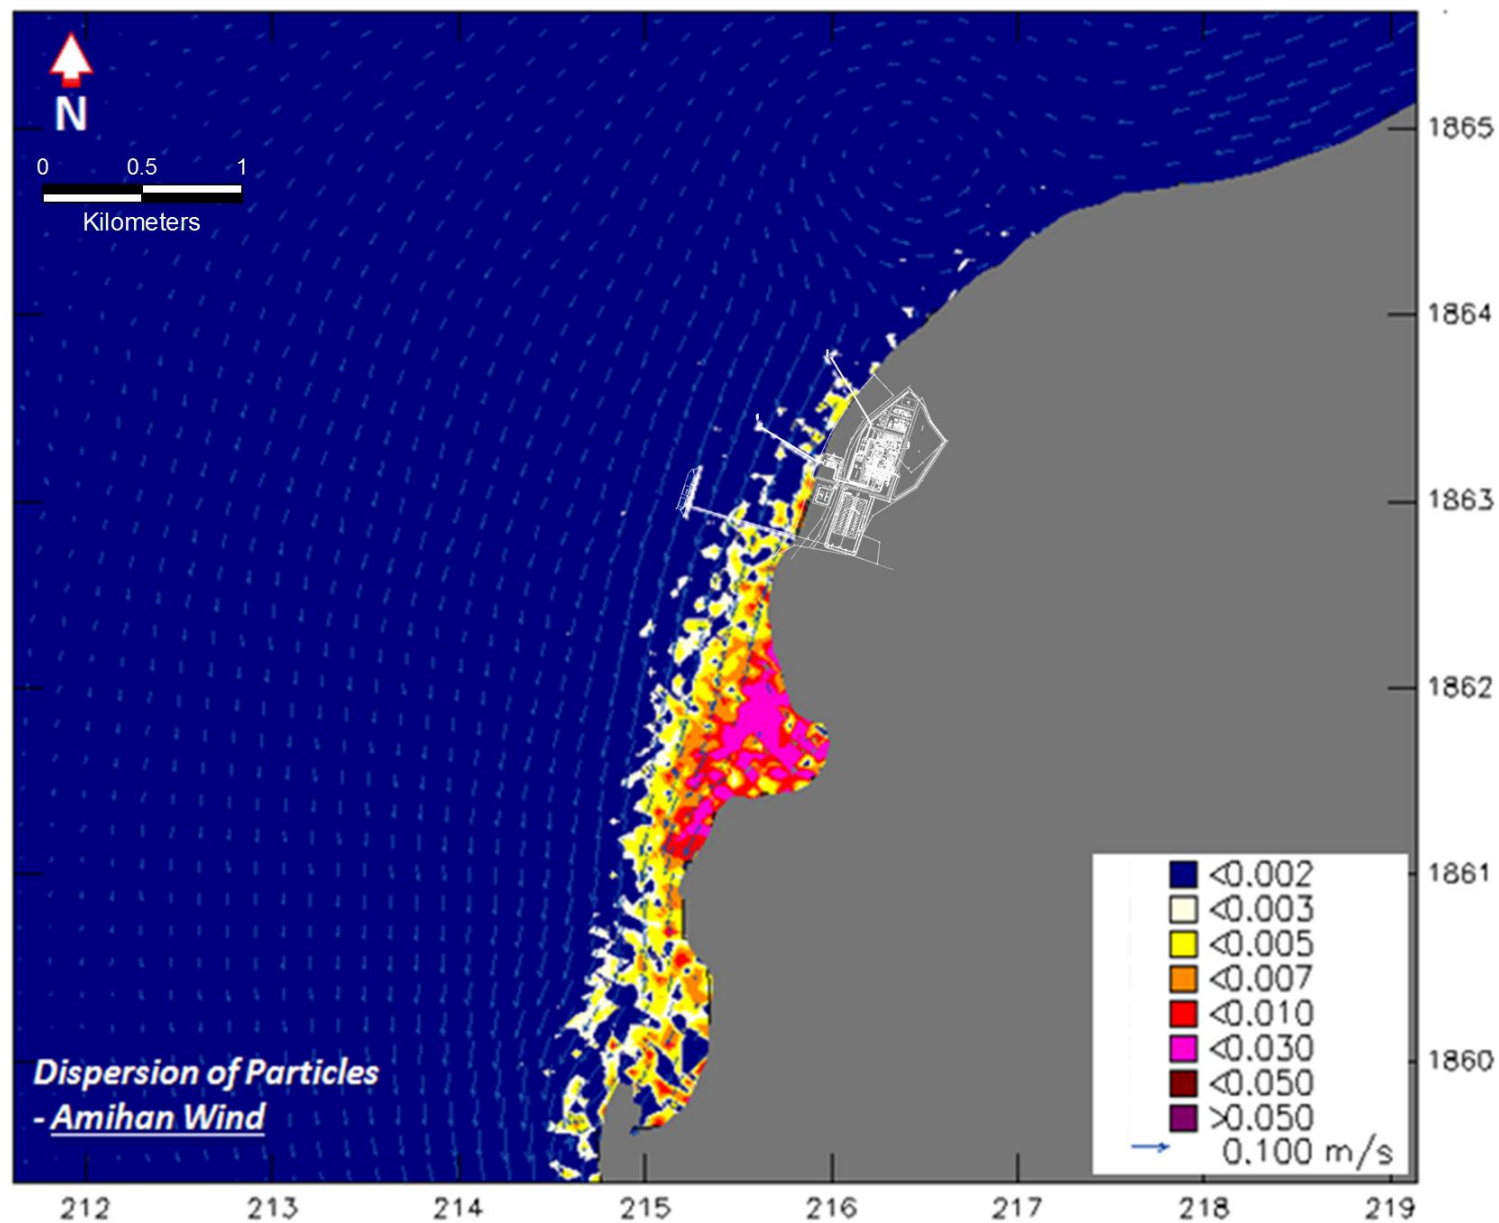 N
0 0.5 1
Kilometers
1865
1864
1863
1862
1861
1860
<0.002
<0.003
<0.005
<0.007
<0.010
<0.030
<0.050
>0.050
0.100 m/s
Dispersion of Particles
- Amihan Wind
212 213 214 215 216 217 218 219